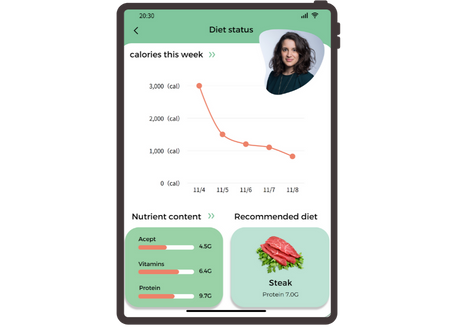 20:30
Diet status
calories this week »
3,000 (cal)
2,000 (cal)
1,000 (cal)
0 (cal)
11/4 11/5 11/6 11/7 11/8
Nutrient content »
Recommended diet
Acept
4.5G
Vitamins
6.4G
Protein
9.7G
Steak
Protein 7.0G